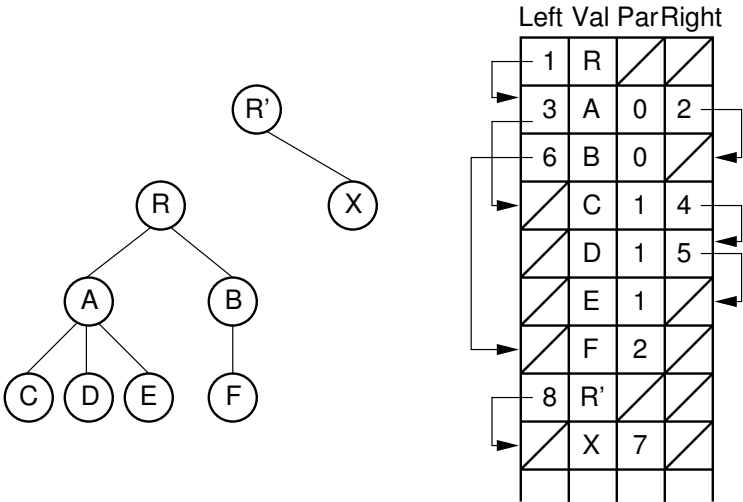 Left Val Par Right
R'
R
X
A
B
C
D
E
F
1 R
3 A 0 2
6 B 0
C 1 4
D 1 5
E 1
F 2
8 R'
X 7